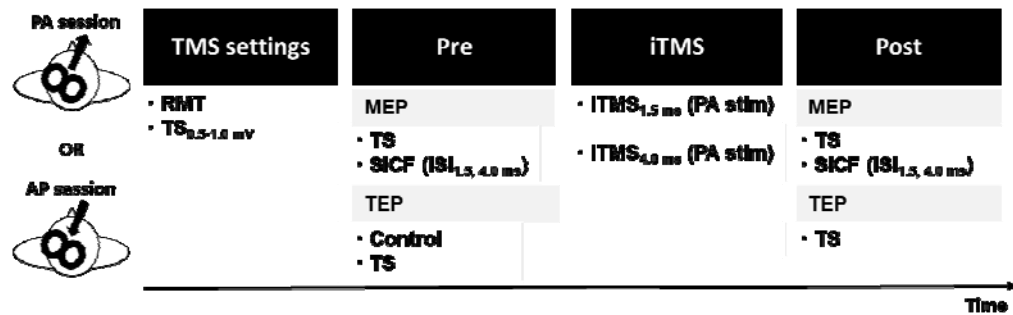 PA session
OR
AP session
TMS settings
· RMT
· TS0.5-1.0 mV
Pre
MEP
· TS
· SICF (ISI1.5, 4.0 ms)
TEP
· Control
· TS
iTMS
· iTMS1.5 ms (PA stim)
· iTMS4.0 ms (PA stim)
Post
MEP
· TS
· SICF (ISI1.5, 4.0 ms)
TEP
· TS
Time